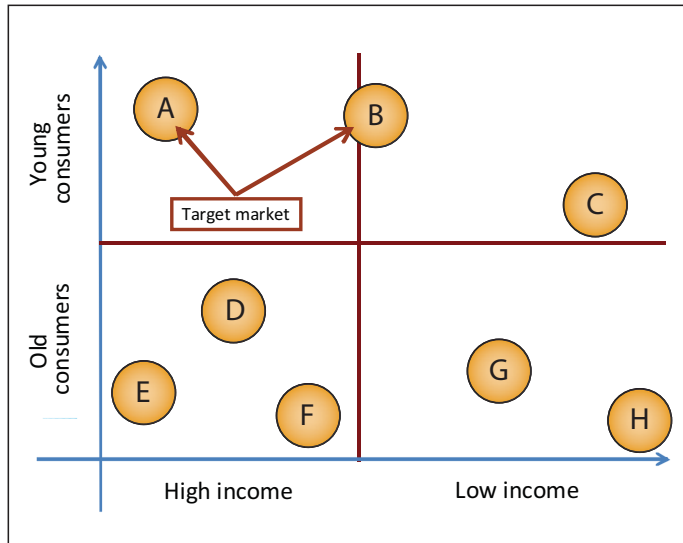 Young
consumers
A
B
C
Target market
Old
consumers
D
E
F
G
H
High income
Low income